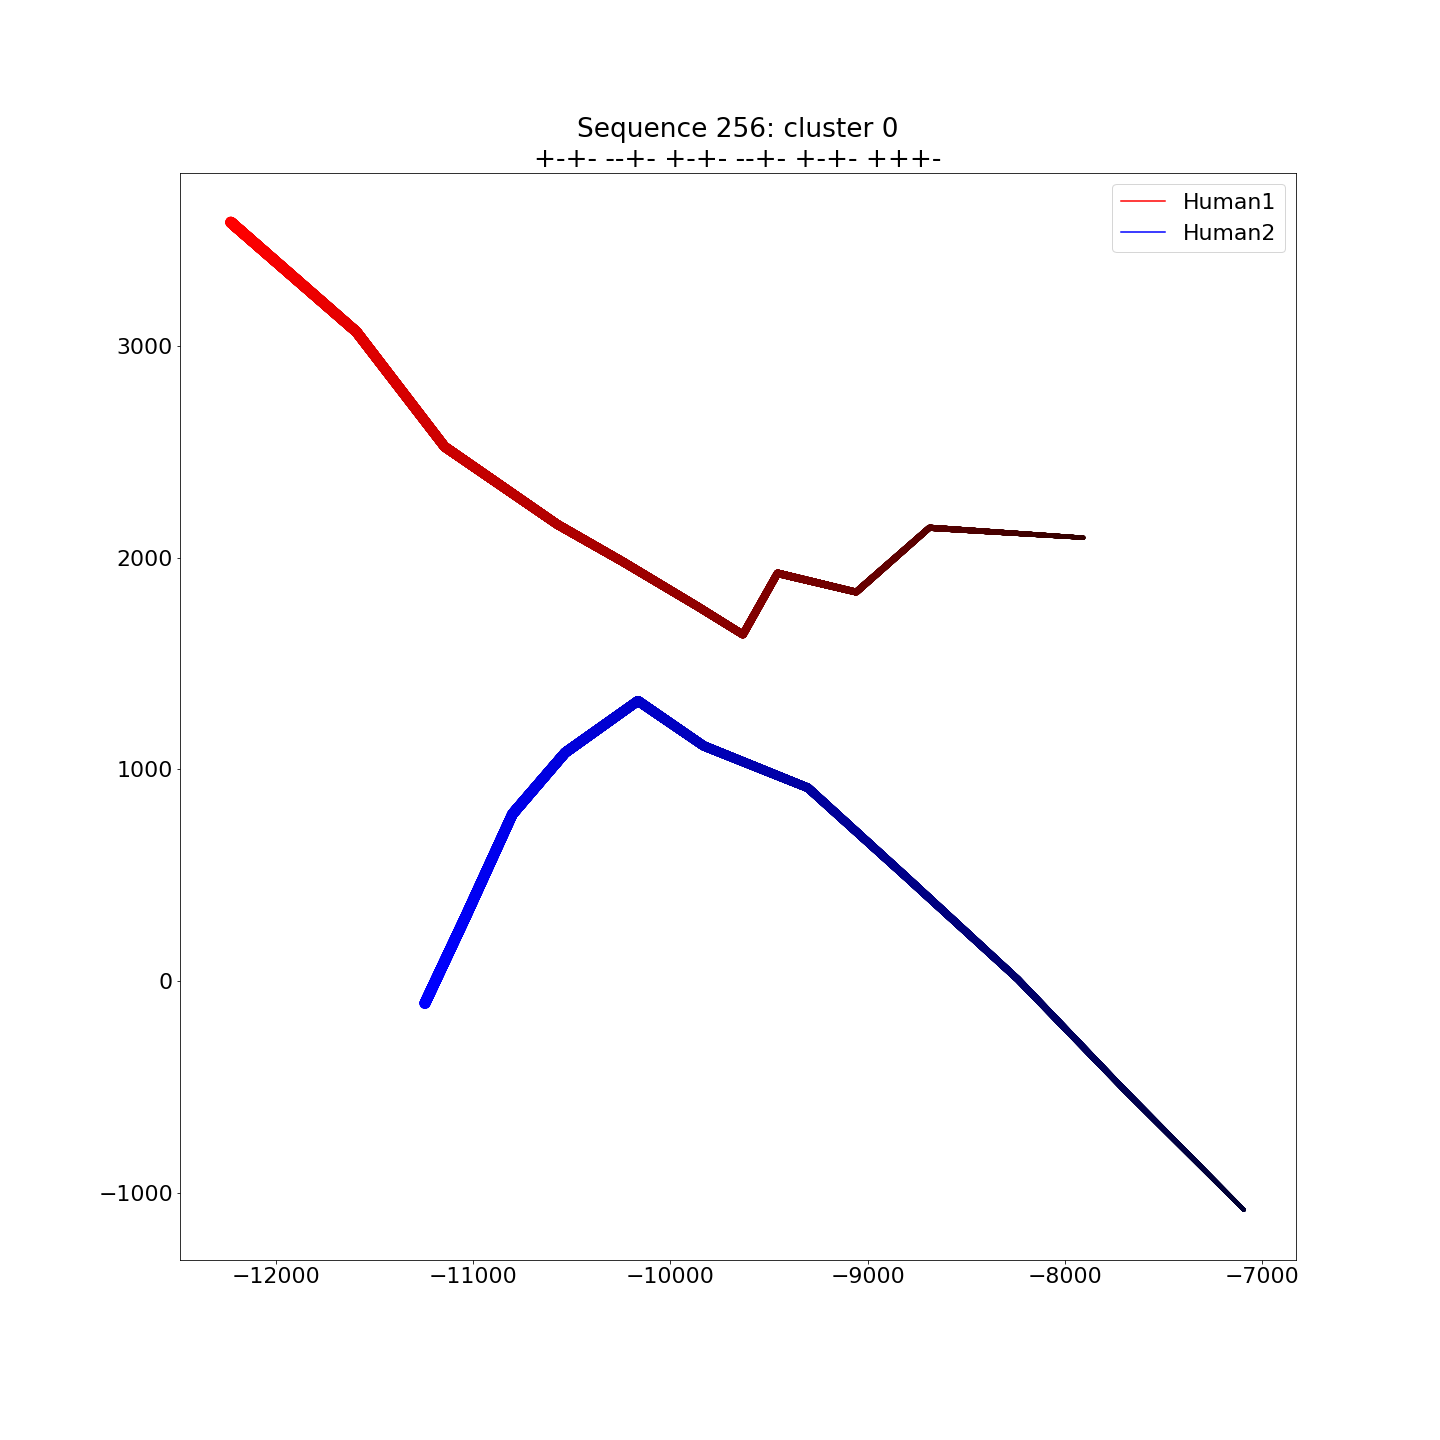 Sequence 256: cluster 0
+-+- --+- +-+- --+- +-+- +++-
Human1
Human2
3000
2000
1000
0
−1000
−12000 −11000 −10000 −9000 −8000 −7000